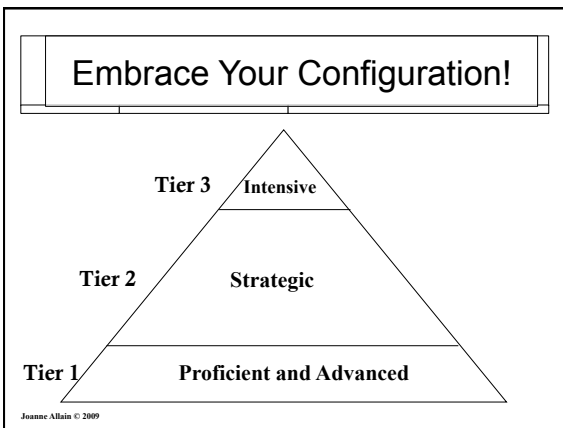 Embrace Your Configuration!
Tier 3 Intensive
Tier 2 Strategic
Tier 1 Proficient and Advanced
Joanne Allain © 2009